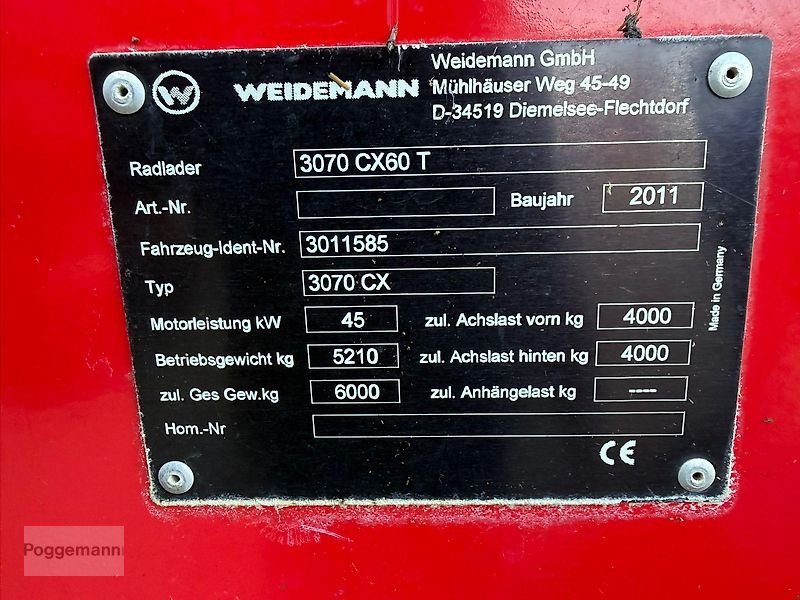 W WEIDEMANN
Weidemann GmbH
Mühlhäuser Weg 45-49
D-34519 Diemelsee-Flechtdorf
Radlader 3070 CX60 T
Art.-Nr. Baujahr 2011
Fahrzeug-Ident-Nr. 3011585
Typ 3070 CX
Motorleistung kW 45 zul. Achslast vorn kg 4000
Betriebsgewicht kg 5210 zul. Achslast hinten kg 4000
zul. Ges Gew.kg 6000 zul. Anhängelast kg ----
Hom.-Nr
Made in Germany
CE
Poggemann